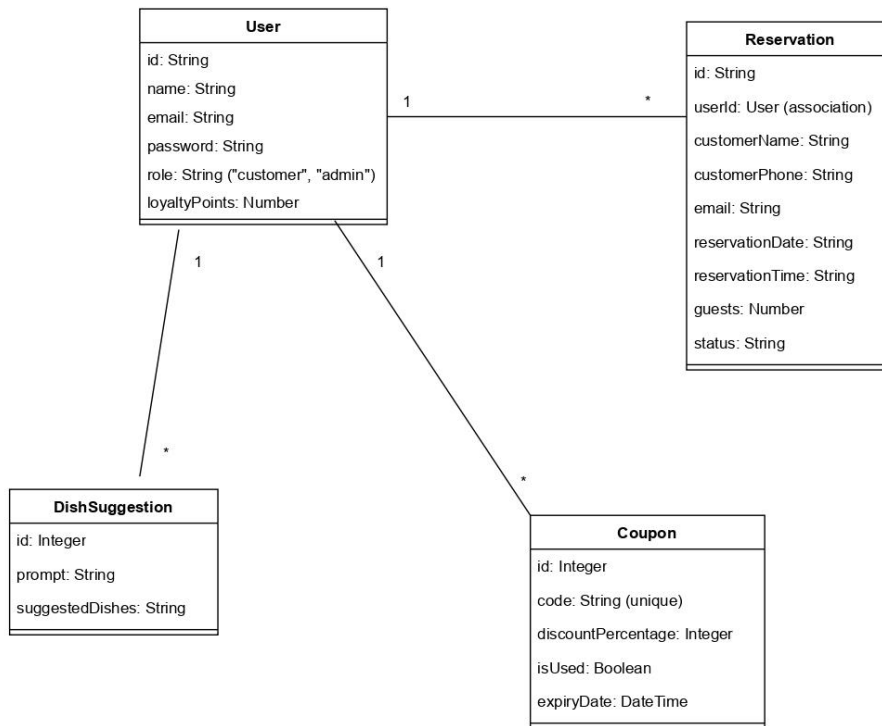 User
id: String
name: String
email: String
password: String
role: String ("customer", "admin")
loyaltyPoints: Number
Reservation
id: String
userId: User (association)
customerName: String
customerPhone: String
email: String
reservationDate: String
reservationTime: String
guests: Number
status: String
1
*
1
1
*
*
DishSuggestion
id: Integer
prompt: String
suggestedDishes: String
Coupon
id: Integer
code: String (unique)
discountPercentage: Integer
isUsed: Boolean
expiryDate: DateTime